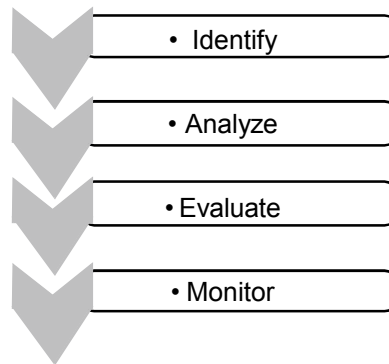 • Identify
• Analyze
• Evaluate
• Monitor